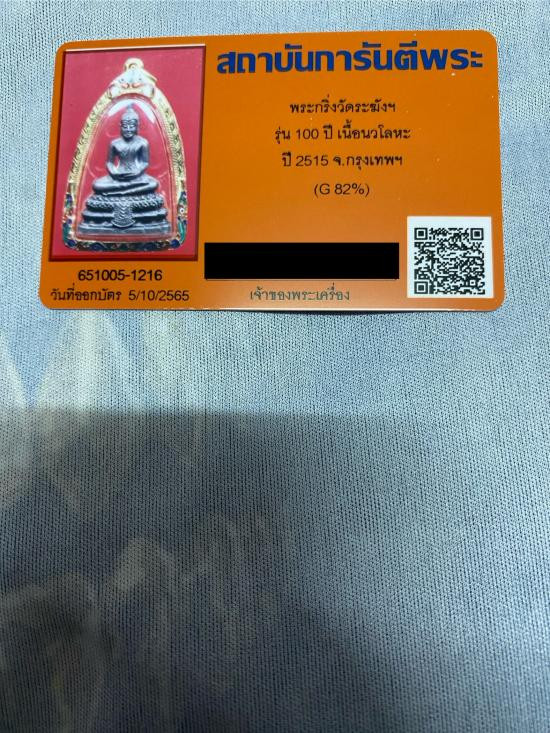 สถาบันการันตีพระ
พระกริ่งวัดระฆังฯ
รุ่น 100 ปี เนื้อนวโลหะ
ปี 2515 จ.กรุงเทพฯ
(G 82%)
651005-1216
วันที่ออกบัตร 5/10/2565
เจ้าของพระเครื่อง